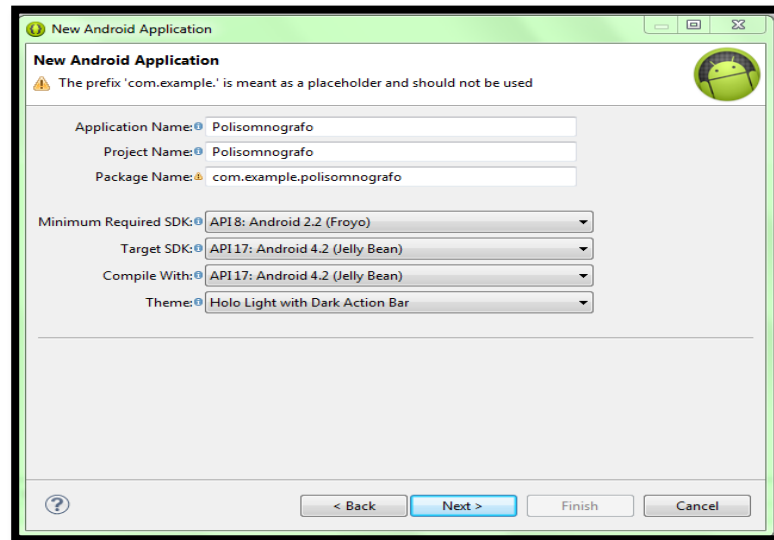 New Android Application
New Android Application
The prefix 'com.example.' is meant as a placeholder and should not be used
Application Name: Polisomnografo
Project Name: Polisomnografo
Package Name: com.example.polisomnografo
Minimum Required SDK: API 8: Android 2.2 (Froyo)
Target SDK: API 17: Android 4.2 (Jelly Bean)
Compile With: API 17: Android 4.2 (Jelly Bean)
Theme: Holo Light with Dark Action Bar
? < Back Next > Finish Cancel